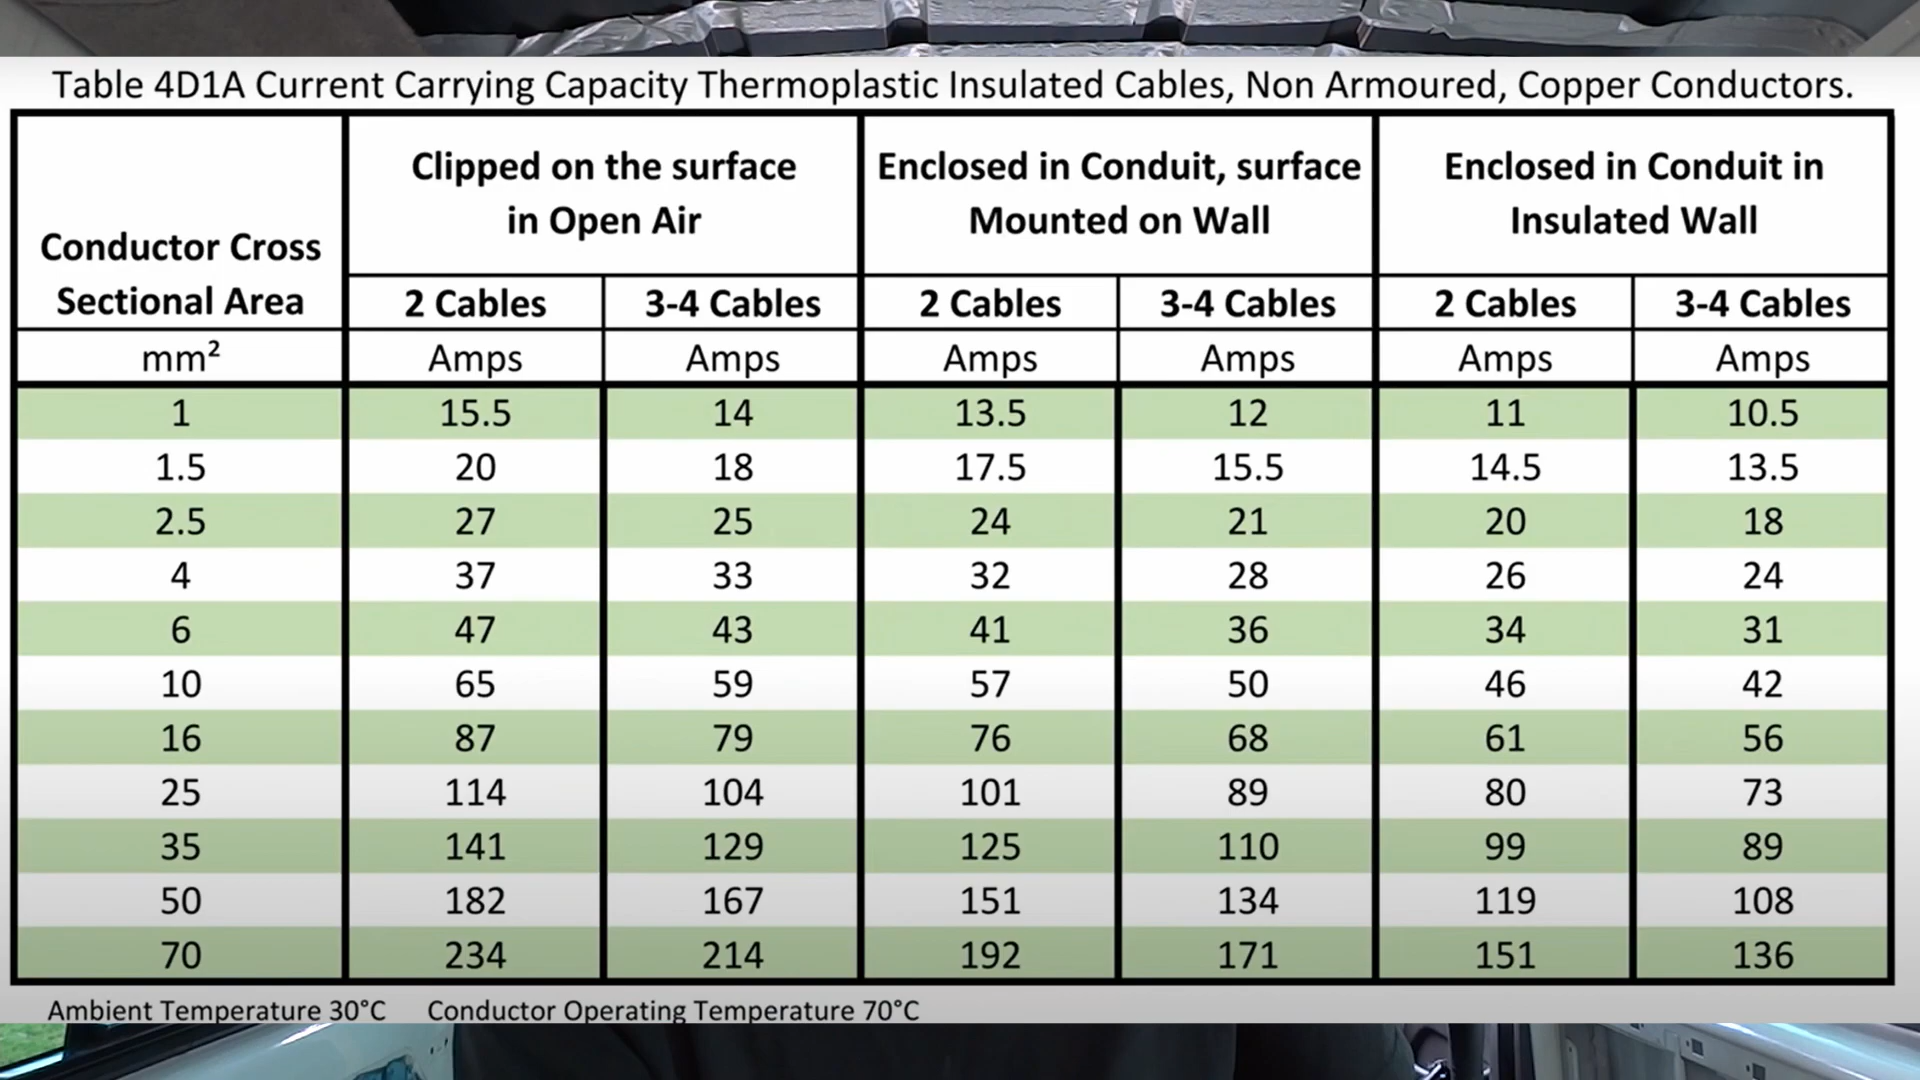 Table 4D1A Current Carrying Capacity Thermoplastic Insulated Cables, Non Armoured, Copper Conductors.
Conductor Cross
Sectional Area
Clipped on the surface
in Open Air
Enclosed in Conduit, surface
Mounted on Wall
Enclosed in Conduit in
Insulated Wall
2 Cables 3-4 Cables 2 Cables 3-4 Cables 2 Cables 3-4 Cables
mm² Amps Amps Amps Amps Amps Amps
1 15.5 14 13.5 12 11 10.5
1.5 20 18 17.5 15.5 14.5 13.5
2.5 27 25 24 21 20 18
4 37 33 32 28 26 24
6 47 43 41 36 34 31
10 65 59 57 50 46 42
16 87 79 76 68 61 56
25 114 104 101 89 80 73
35 141 129 125 110 99 89
50 182 167 151 134 119 108
70 234 214 192 171 151 136
Ambient Temperature 30°C Conductor Operating Temperature 70°C